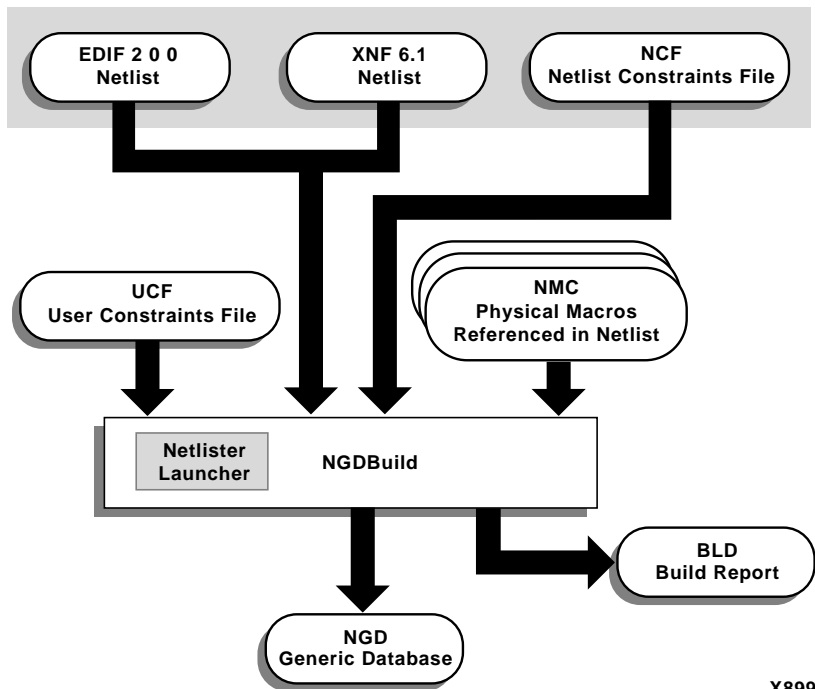 EDIF 2 0 0
Netlist
XNF 6.1
Netlist
NCF
Netlist Constraints File
UCF
User Constraints File
NMC
Physical Macros
Referenced in Netlist
Netlister
Launcher
NGDBuild
BLD
Build Report
NGD
Generic Database